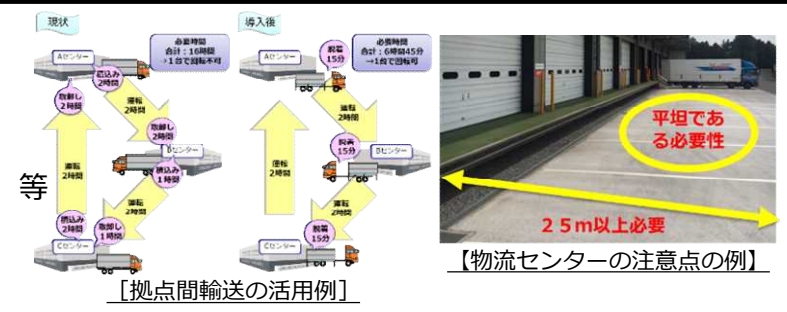 現状
必要時間
合計：16時間
→1台で回転不可
Aセンター
積込み
2時間
取卸し
2時間
運転
2時間
取卸し
2時間
Bセンター
積込み
1時間
運転
2時間
運転
2時間
積込み
2時間
取卸し
1時間
Cセンター
等
導入後
必要時間
合計：6時間45分
→1台で回転可
Aセンター
脱着
15分
運転
2時間
脱着
15分
Bセンター
運転
2時間
運転
2時間
脱着
15分
Cセンター
［拠点間輸送の活用例］
平坦であ
る必要性
２５ｍ以上必要
【物流センターの注意点の例】